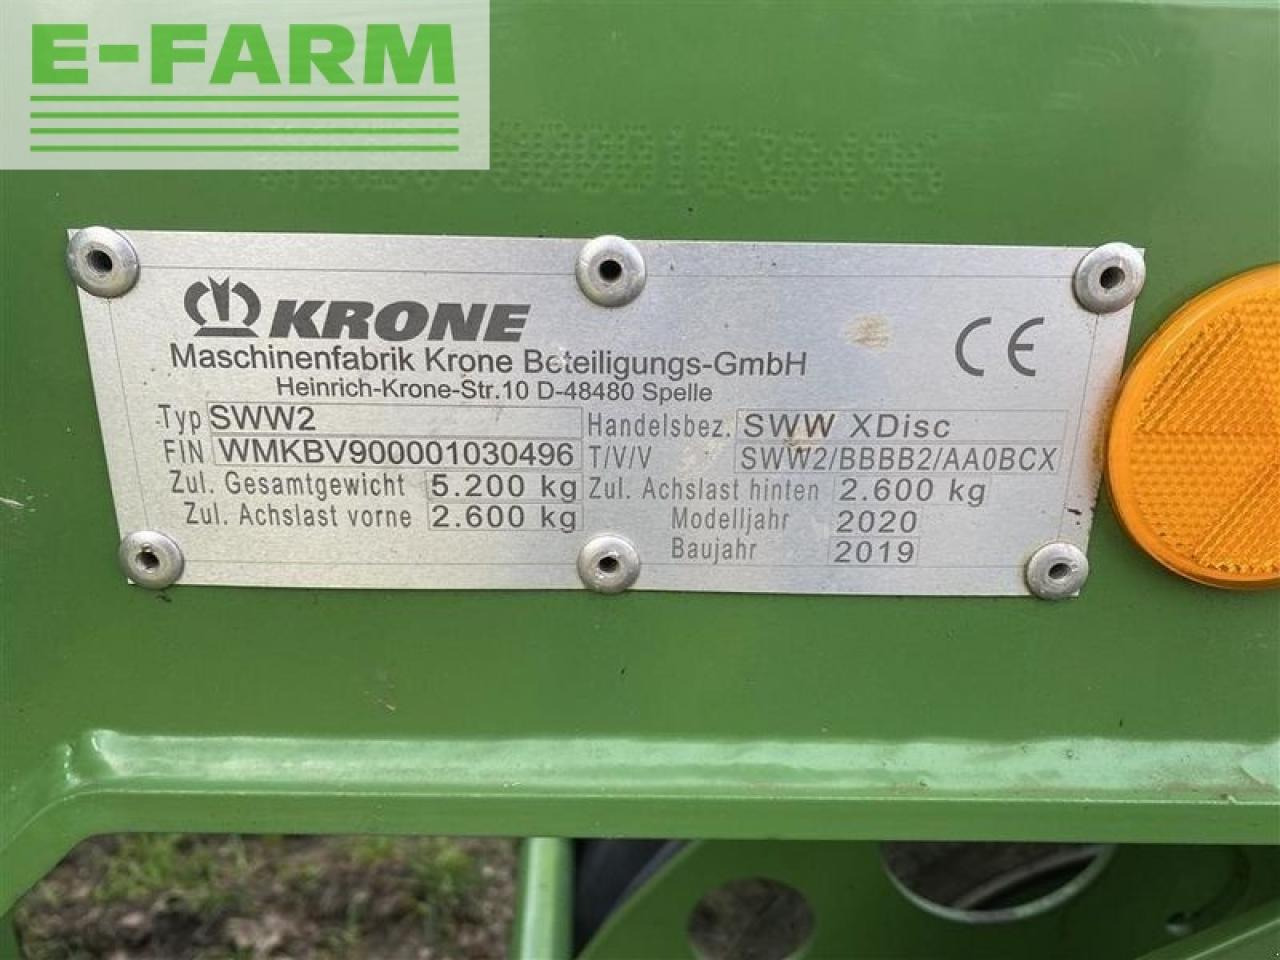 E-FARM
KRONE
Maschinenfabrik Krone Beteiligungs-GmbH
Heinrich-Krone-Str.10 D-48480 Spelle
CE
Typ SWW2 Handelsbez. SWW XDisc
FIN WMKBV900001030496 T/V/V SWW2/BBBB2/AA0BCX
Zul. Gesamtgewicht 5.200 kg Zul. Achslast hinten 2.600 kg
Zul. Achslast vorne 2.600 kg Modelljahr 2020
Baujahr 2019